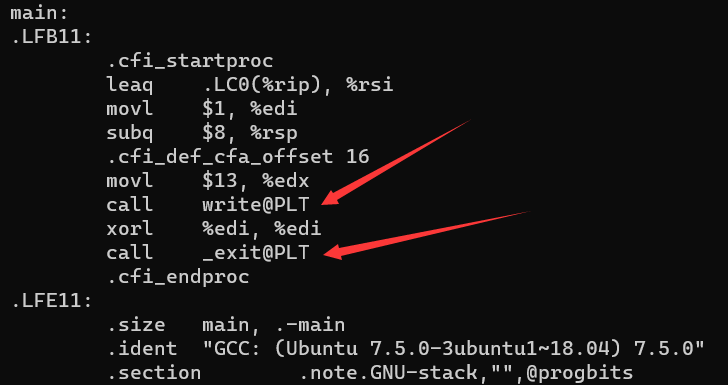 main:
.LFB11:
.cfi_startproc
leaq .LC0(%rip), %rsi
movl $1, %edi
subq $8, %rsp
.cfi_def_cfa_offset 16
movl $13, %edx
call write@PLT
xorl %edi, %edi
call _exit@PLT
.cfi_endproc
.LFE11:
.size main, .-main
.ident "GCC: (Ubuntu 7.5.0-3ubuntu1~18.04) 7.5.0"
.section .note.GNU-stack,"",@progbits